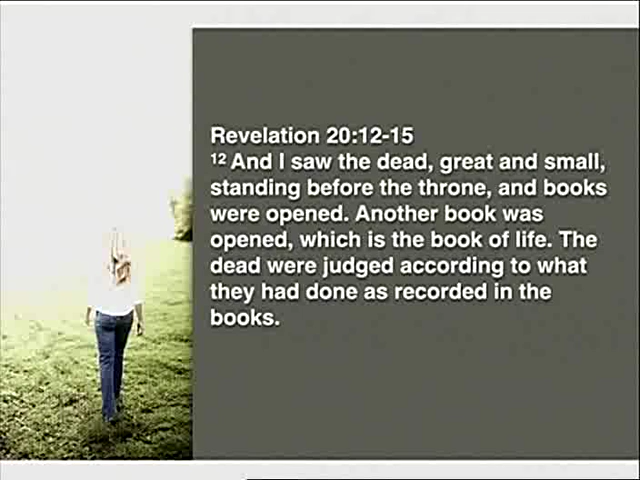 Revelation 20:12-15
12 And I saw the dead, great and small,
standing before the throne, and books
were opened. Another book was
opened, which is the book of life. The
dead were judged according to what
they had done as recorded in the
books.